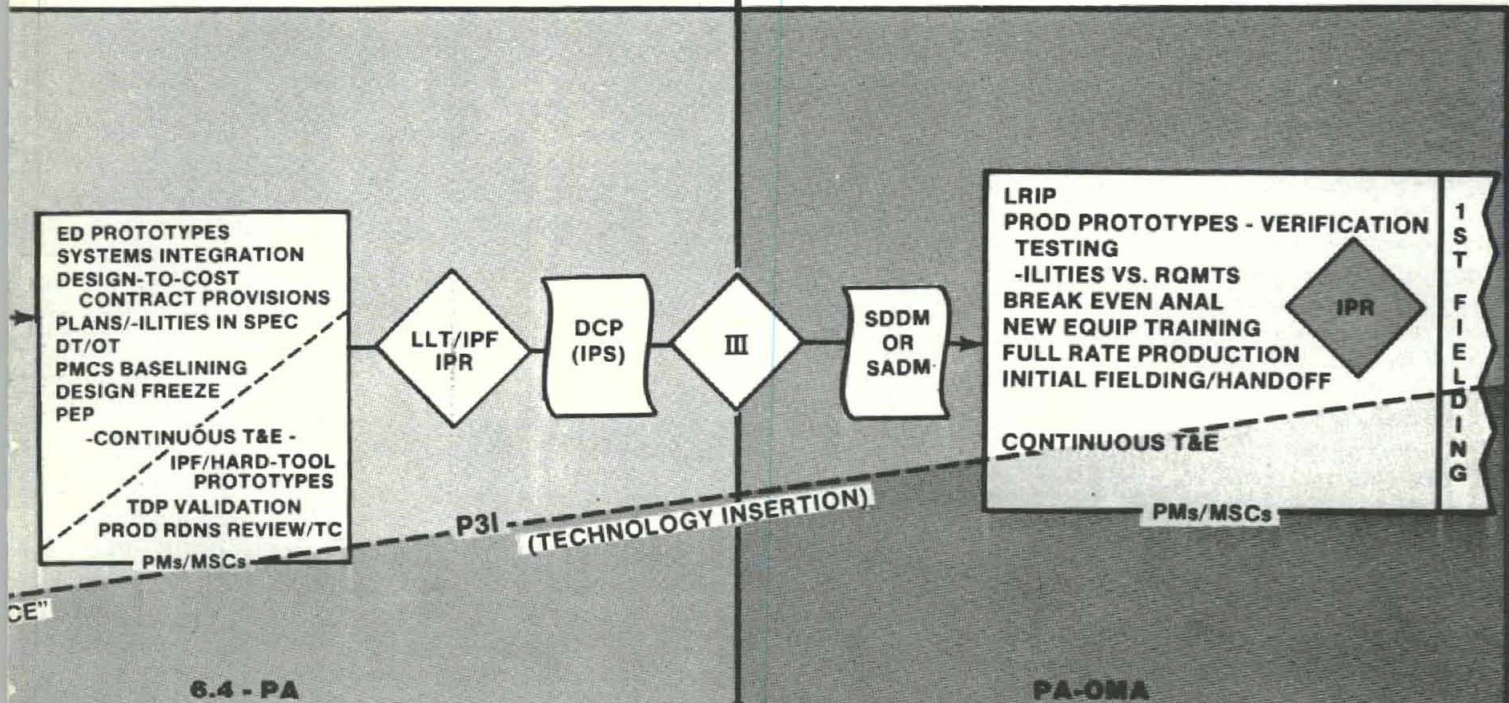 ED PROTOTYPES
SYSTEMS INTEGRATION
DESIGN-TO-COST
CONTRACT PROVISIONS
PLANS/-ILITIES IN SPEC
DT/OT
PMCS BASELINING
DESIGN FREEZE
PEP
-CONTINUOUS T&E -
IPF/HARD-TOOL
PROTOTYPES
TDP VALIDATION
PROD RDNS REVIEW/TC
PMs/MSCs
LLT/IPF
IPR
DCP
(IPS)
III
SDDM
OR
SADM
LRIP
PROD PROTOTYPES - VERIFICATION
TESTING
-ILITIES VS. RQMTS
BREAK EVEN ANAL
NEW EQUIP TRAINING
FULL RATE PRODUCTION
INITIAL FIELDING/HANDOFF
CONTINUOUS T&E
PMs/MSCs
IPR
1ST FIELDING
P3I
(TECHNOLOGY INSERTION)
CE"
6.4 - PA
PA-OMA